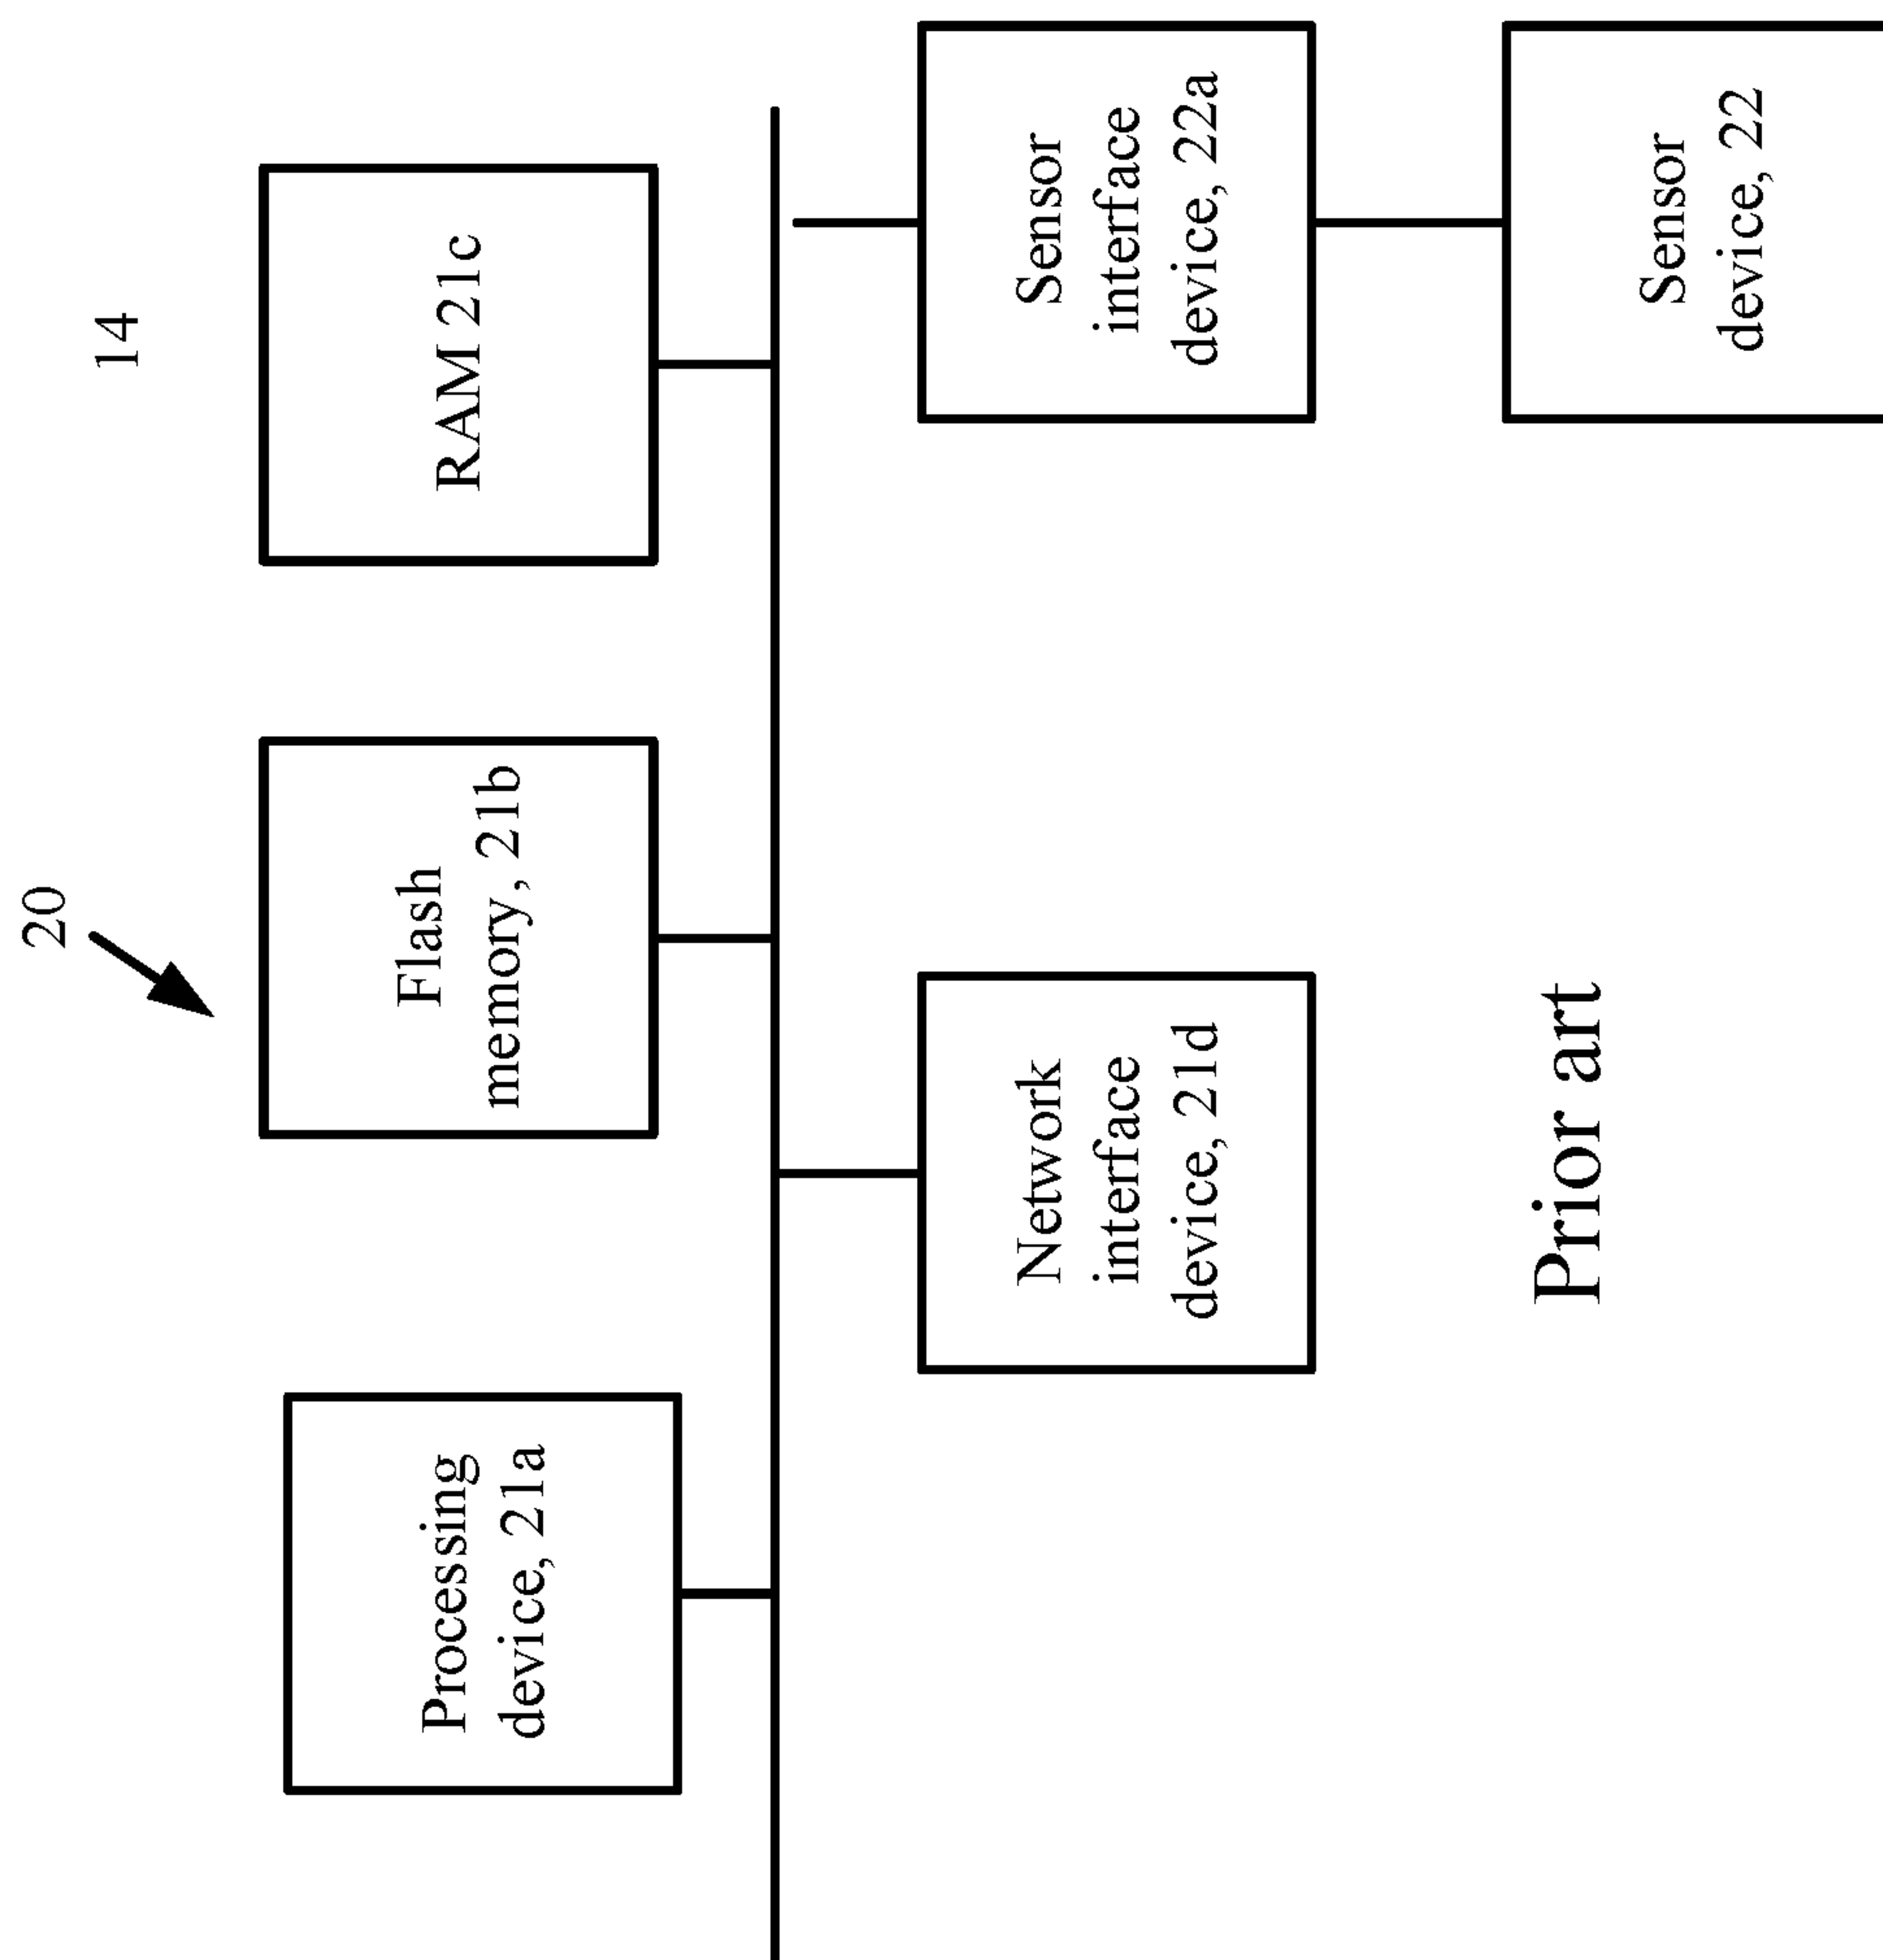 14
20
Processing
device, 21a
Flash
memory, 21b
RAM 21c
Network
interface
device, 21d
Sensor
interface
device, 22a
Prior art
Sensor
device, 22